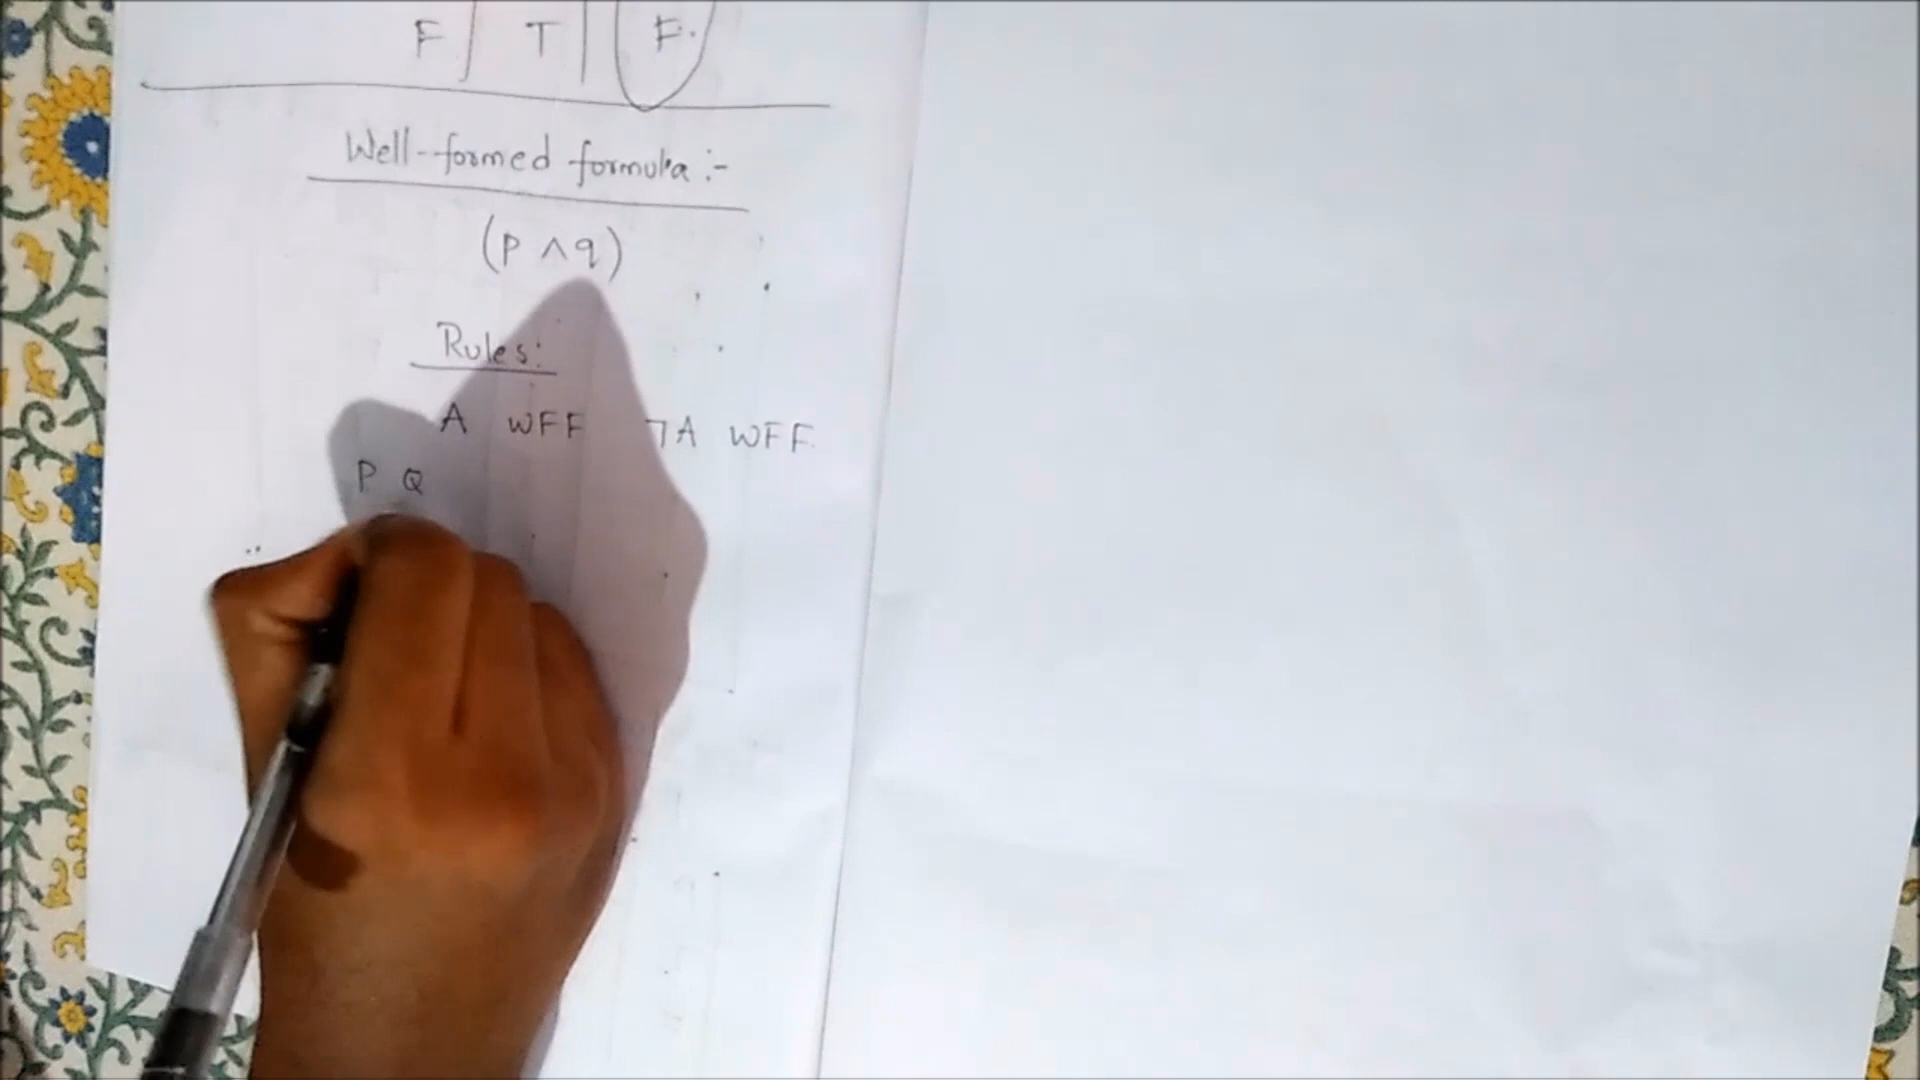 F T F.
Well-formed formula :-
(P ∧ q)
Rules:
A WFF ¬A WFF.
P Q